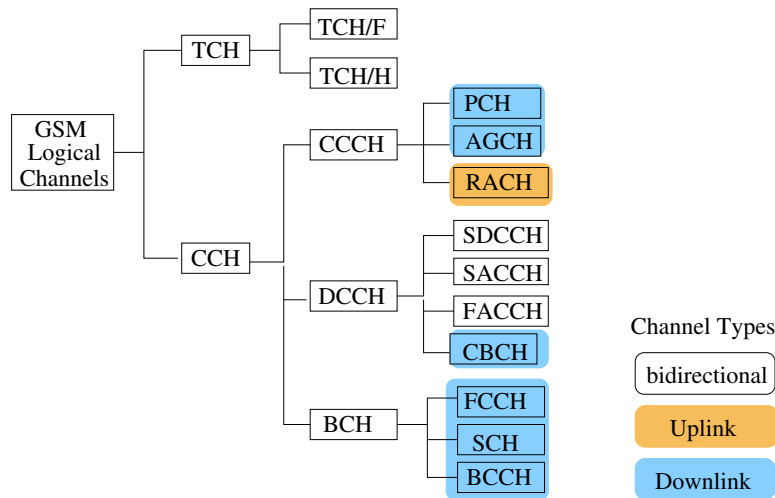 GSM
Logical
Channels
TCH
TCH/F
TCH/H
CCH
CCCH
PCH
AGCH
RACH
DCCH
SDCCH
SACCH
FACCH
CBCH
BCH
FCCH
SCH
BCCH
Channel Types
bidirectional
Uplink
Downlink